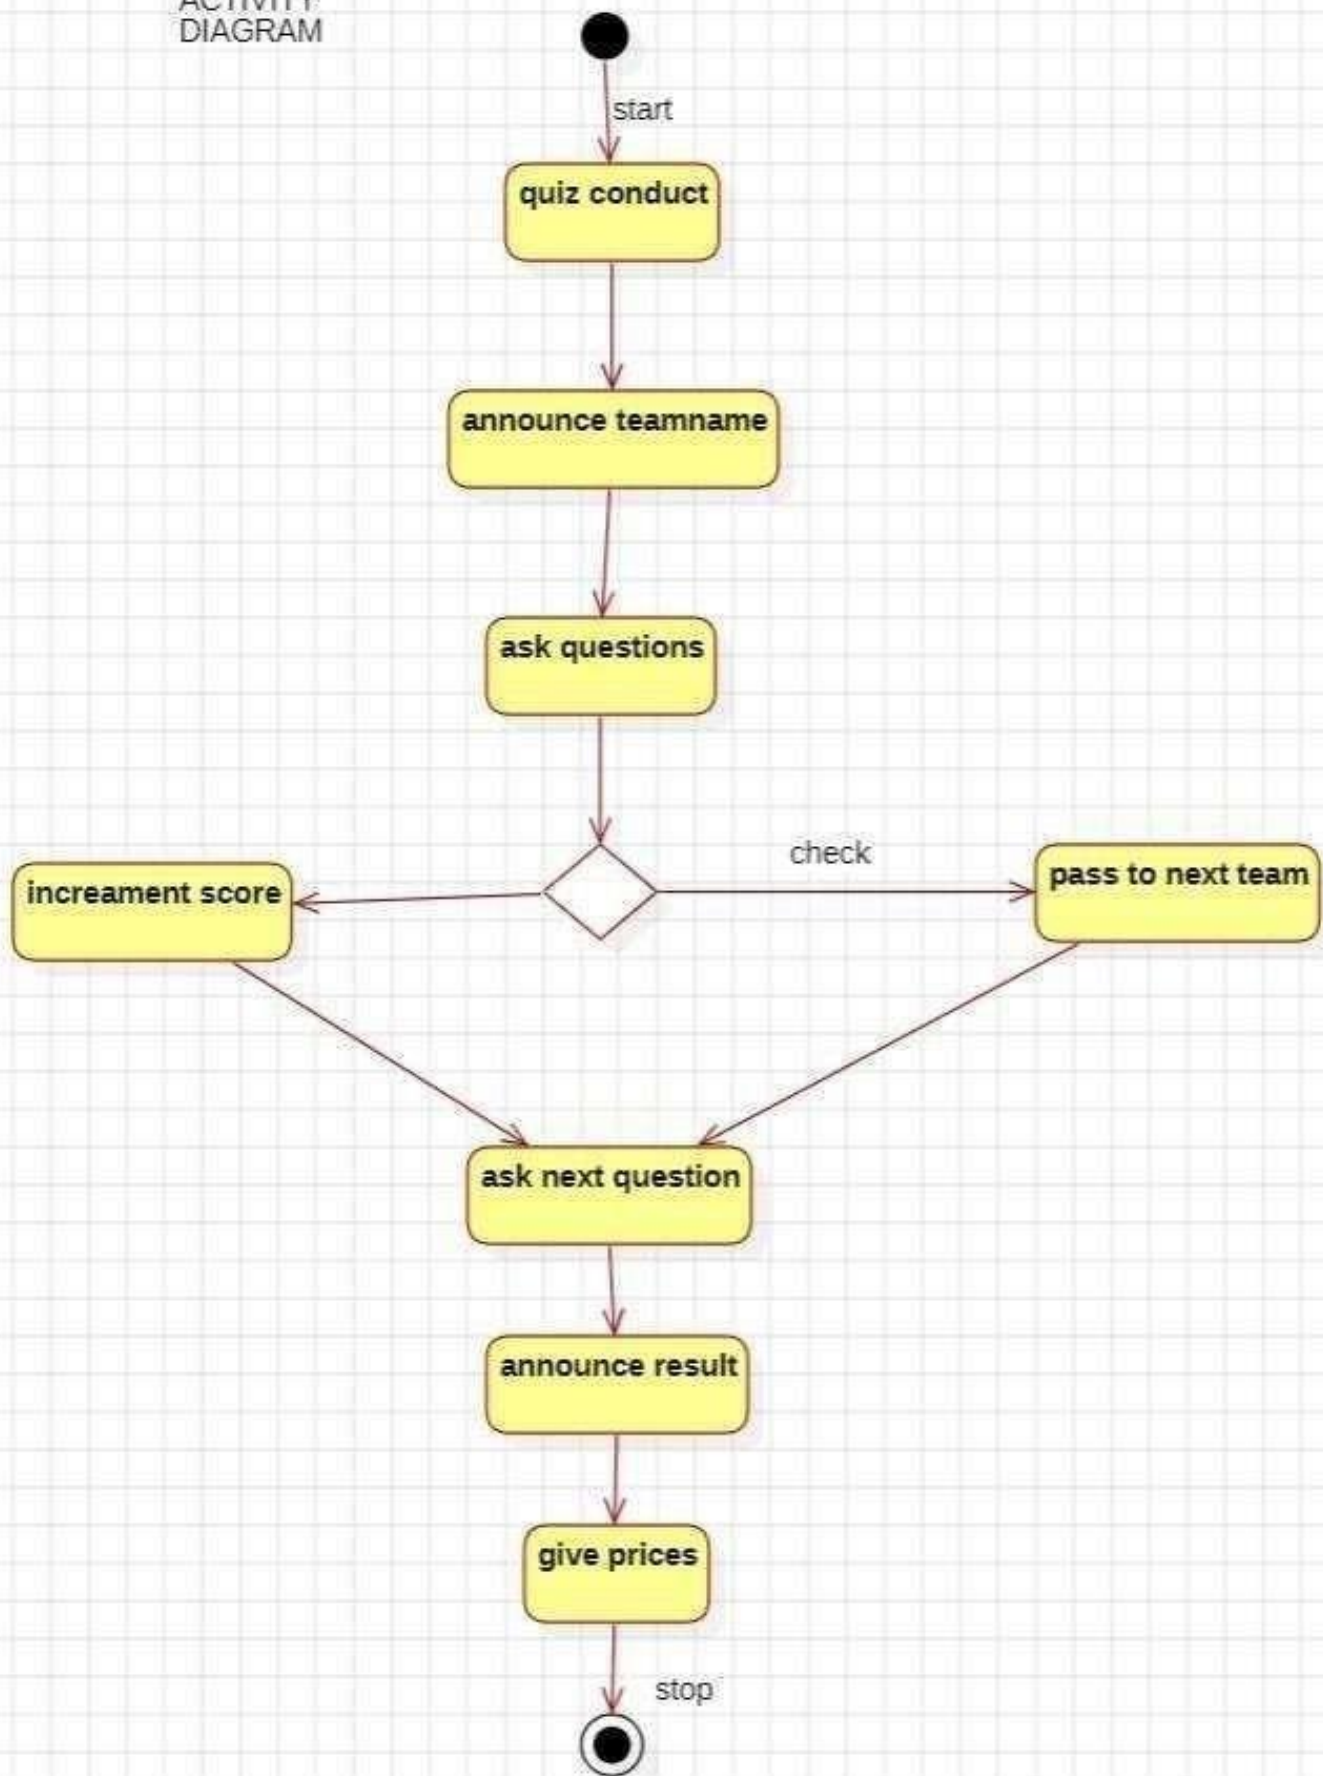 ACTIVITY
DIAGRAM
start
quiz conduct
announce teamname
ask questions
check
increament score
pass to next team
ask next question
announce result
give prices
stop